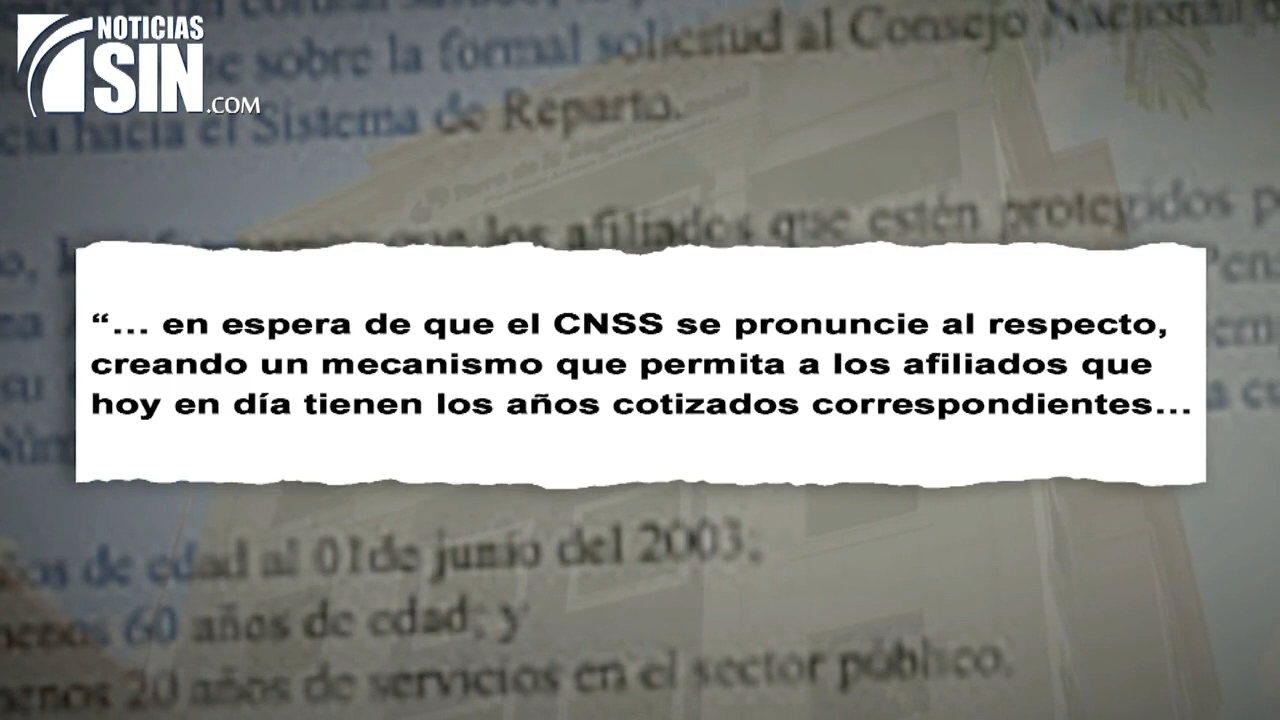 NOTICIAS
SIN
.COM
sobre la formal solicitud al Consejo Nacional
hacia el Sistema de Reparto.
los afiliados que estén protegidos
“... en espera de que el CNSS se pronuncie al respecto,
creando un mecanismo que permita a los afiliados que
hoy en día tienen los años cotizados correspondientes...
su
de edad al 01de junio del 2003;
60 años de edad; y
menos 20 años de servicios en el sector público.